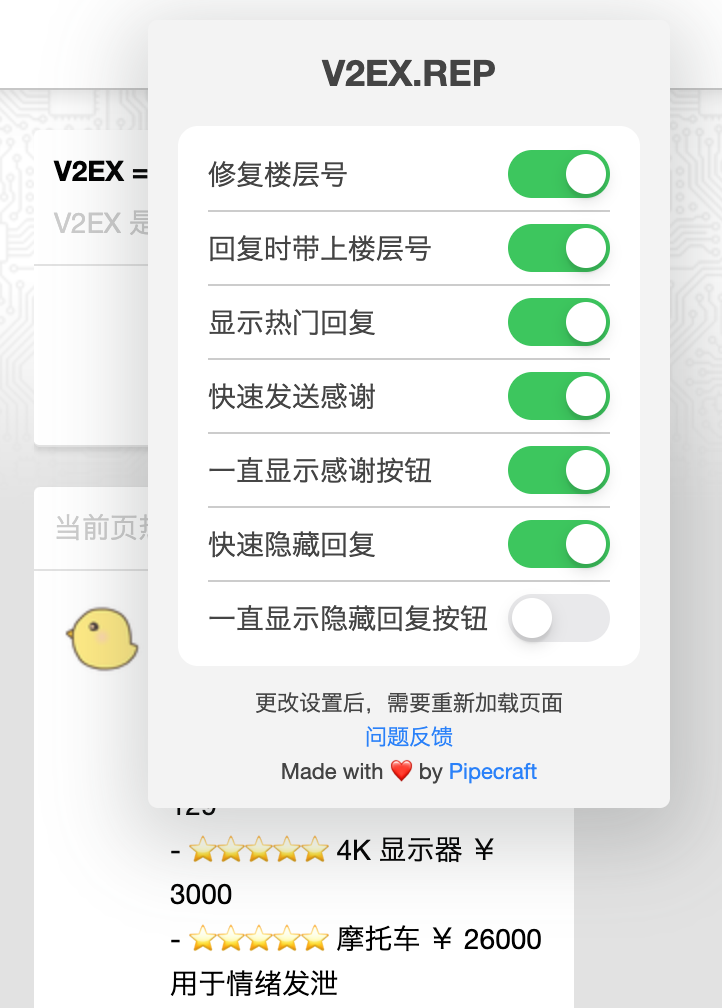 V2EX.REP
V2EX =
V2EX 是
修复楼层号
回复时带上楼层号
显示热门回复
快速发送感谢
一直显示感谢按钮
当前页热
快速隐藏回复
一直显示隐藏回复按钮
更改设置后，需要重新加载页面
问题反馈
Made with ❤️ by Pipecraft
129
- ⭐⭐⭐⭐⭐ 4K 显示器 ¥
3000
- ⭐⭐⭐⭐⭐ 摩托车 ¥ 26000
用于情绪发泄